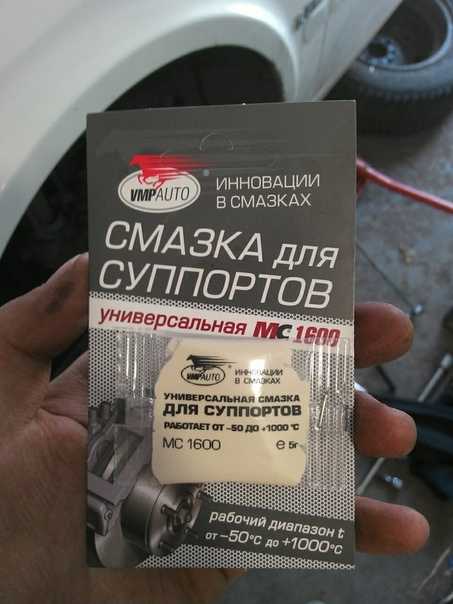 VMPAUTO
ИННОВАЦИИ
В СМАЗКАХ
СМАЗКА для
СУППОРТОВ
универсальная МС 1600
VMPAUTO
ИННОВАЦИИ
В СМАЗКАХ
УНИВЕРСАЛЬНАЯ СМАЗКА
ДЛЯ СУППОРТОВ
РАБОТАЕТ ОТ -50 ДО +1000 °C
МС 1600 e 5г
рабочий диапазон t
от -50°C до +1000°C